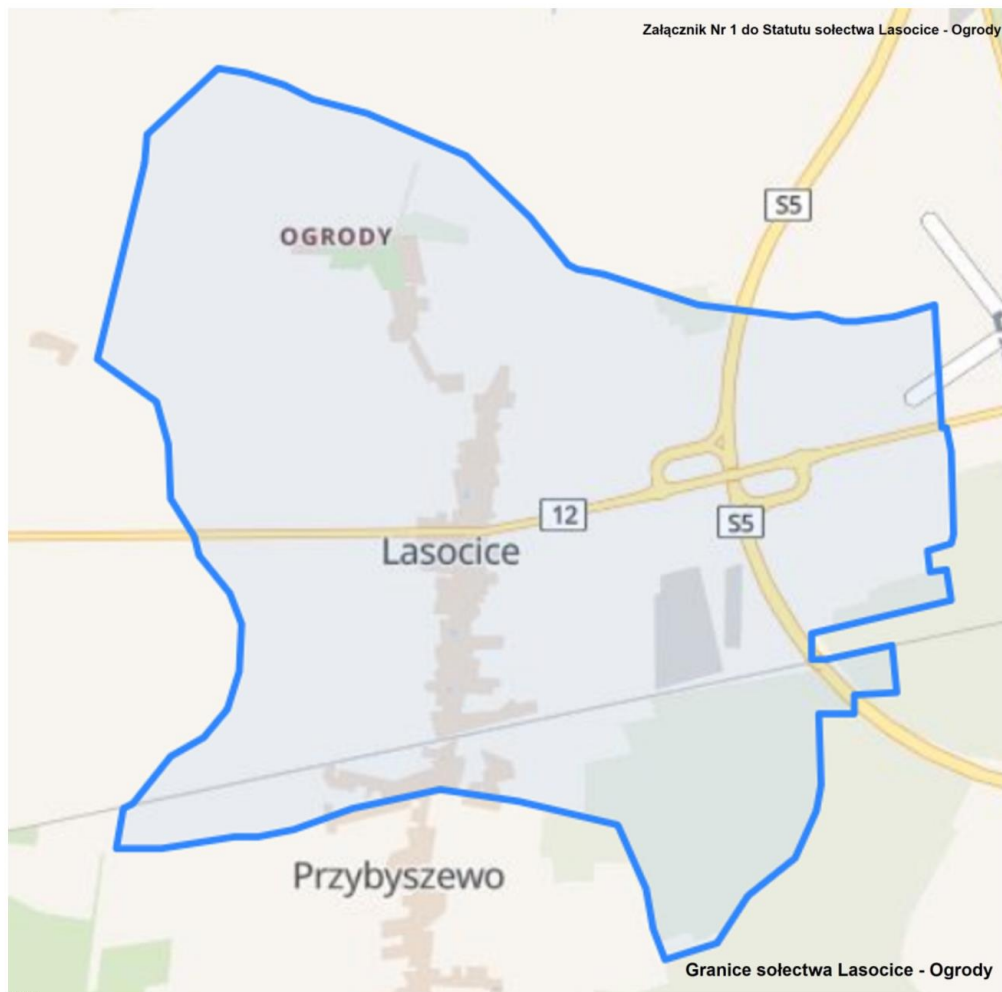 Załącznik Nr 1 do Statutu sołectwa Lasocice - Ogrody
S5
OGRODY
12
S5
Lasocice
Przybyszewo
Granice sołectwa Lasocice - Ogrody